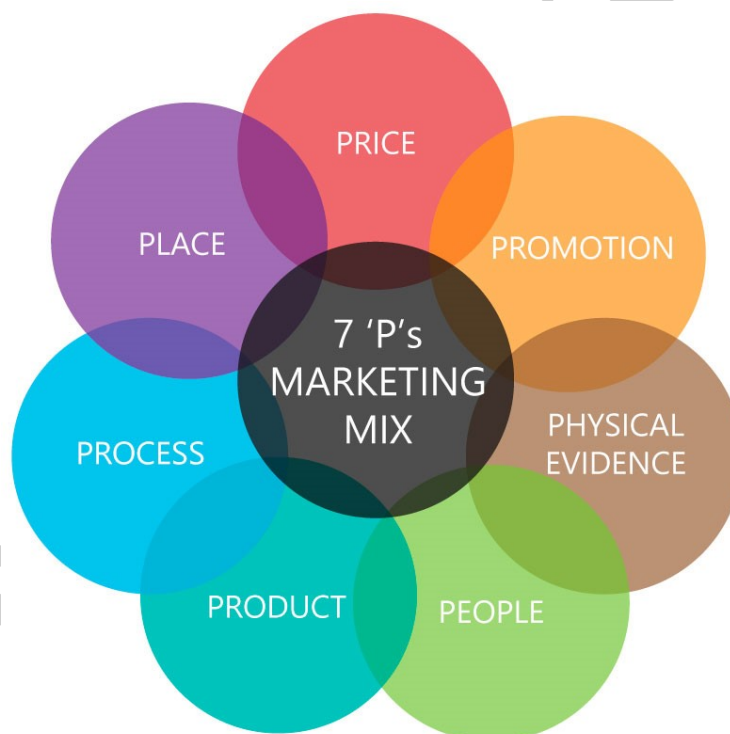 PRICE
PROMOTION
PLACE
7 'P's
MARKETING
MIX
PHYSICAL
EVIDENCE
PROCESS
PRODUCT
PEOPLE